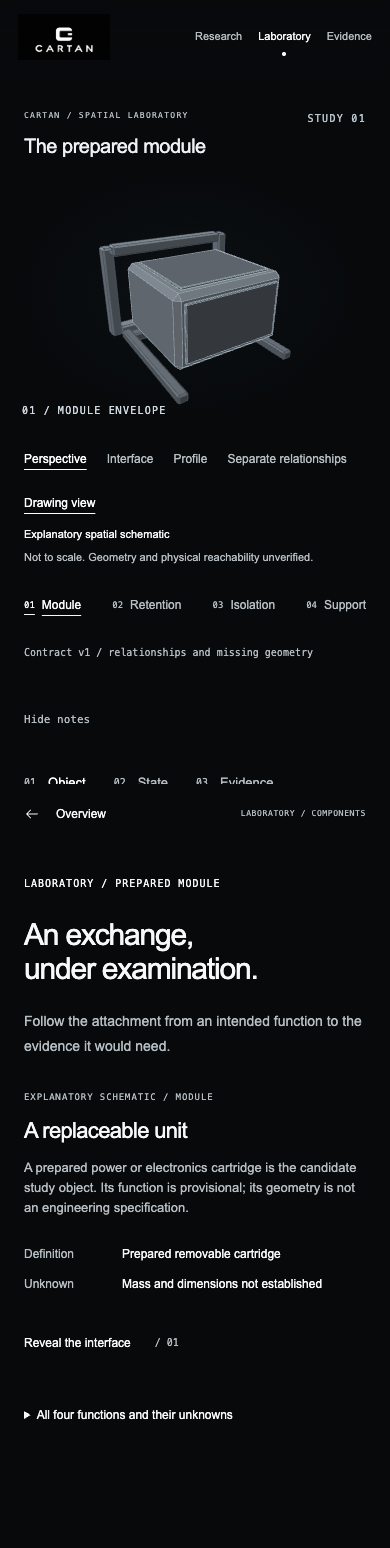 CARTAN
Research Laboratory Evidence
CARTAN / SPATIAL LABORATORY
STUDY 01
The prepared module
01 / MODULE ENVELOPE
Perspective Interface Profile Separate relationships
Drawing view
Explanatory spatial schematic
Not to scale. Geometry and physical reachability unverified.
01 Module 02 Retention 03 Isolation 04 Support
Contract v1 / relationships and missing geometry
Hide notes
01 Object 02 State 03 Evidence
← Overview LABORATORY / COMPONENTS
LABORATORY / PREPARED MODULE
An exchange,
under examination.
Follow the attachment from an intended function to the
evidence it would need.
EXPLANATORY SCHEMATIC / MODULE
A replaceable unit
A prepared power or electronics cartridge is the candidate
study object. Its function is provisional; its geometry is not
an engineering specification.
Definition Prepared removable cartridge
Unknown Mass and dimensions not established
Reveal the interface / 01
▶ All four functions and their unknowns